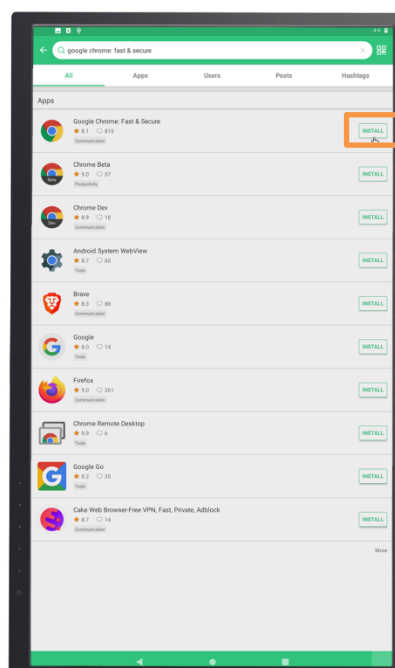 google chrome: fast & secure
All Apps Users Posts Hashtags
Apps
Google Chrome: Fast & Secure
8.1 815
Communication
INSTALL
Chrome Beta
Beta
9.0 57
Productivity
INSTALL
Chrome Dev
Dev
8.9 18
Communication
INSTALL
Android System WebView
8.7 60
Tools
INSTALL
Brave
8.3 88
Communication
INSTALL
Google
8.0 14
Tools
INSTALL
Firefox
9.0 261
Communication
INSTALL
Chrome Remote Desktop
9.9 6
Tools
INSTALL
Google Go
8.2 35
Tools
INSTALL
Cake Web Browser-Free VPN, Fast, Private, Adblock
8.7 14
Communication
INSTALL
More